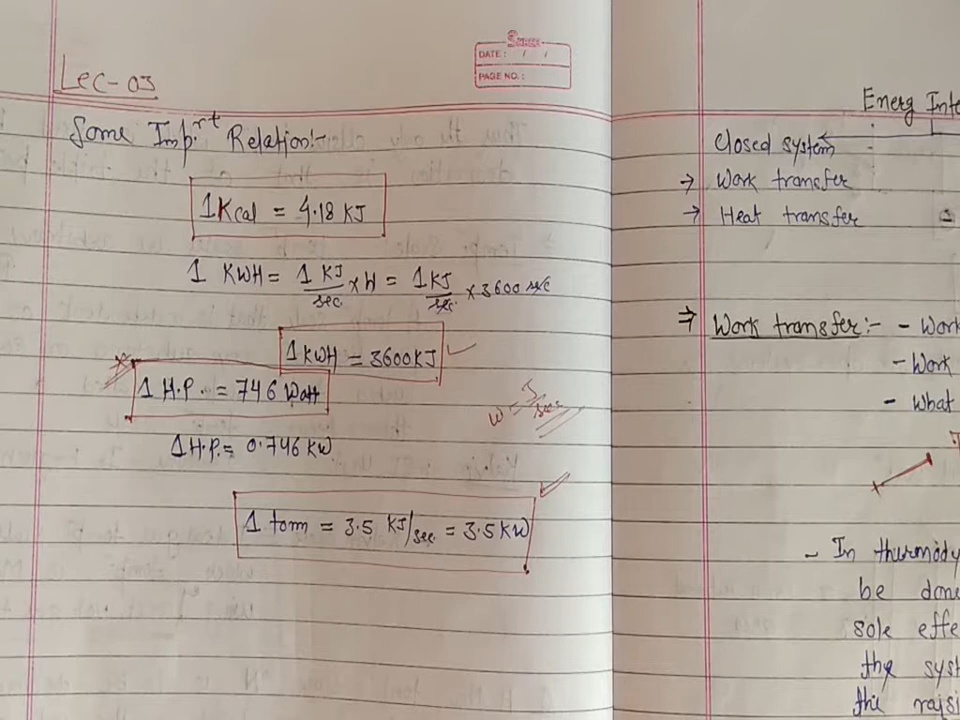 Lec-03
DATE: / /
PAGE NO.:
Some Imp.rt Relation:-
1 Kcal = 4.18 KJ
1 KWH = 1 KJ/sec × H = 1 KJ/sec × 3600 sec
1 KWH = 3600 KJ
1 H.P. = 746 Watt
W = J/sec
1 H.P. = 0.746 KW
1 tonn = 3.5 KJ/sec = 3.5 KW
Energ Inte
Closed system
→ Work transfer
→ Heat transfer
⇒ Work transfer:- - Work
- Work
- What
- In thermody
be done
sole effe
the syst
the raisi